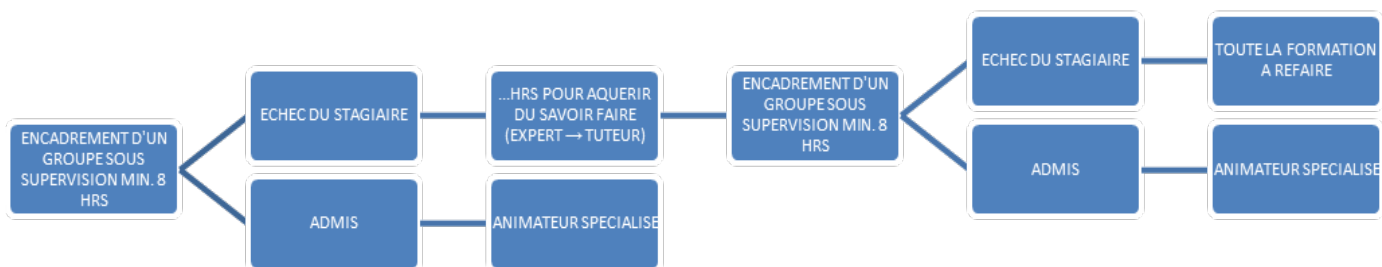 ENCADREMENT D'UN
GROUPE SOUS
SUPERVISION MIN. 8
HRS
ECHEC DU STAGIAIRE
...HRS POUR AQUERIR
DU SAVOIR FAIRE
(EXPERT → TUTEUR)
ENCADREMENT D'UN
GROUPE SOUS
SUPERVISION MIN. 8
HRS
ECHEC DU STAGIAIRE
TOUTE LA FORMATION
A REFAIRE
ADMIS
ANIMATEUR SPECIALISE
ADMIS
ANIMATEUR SPECIALISE